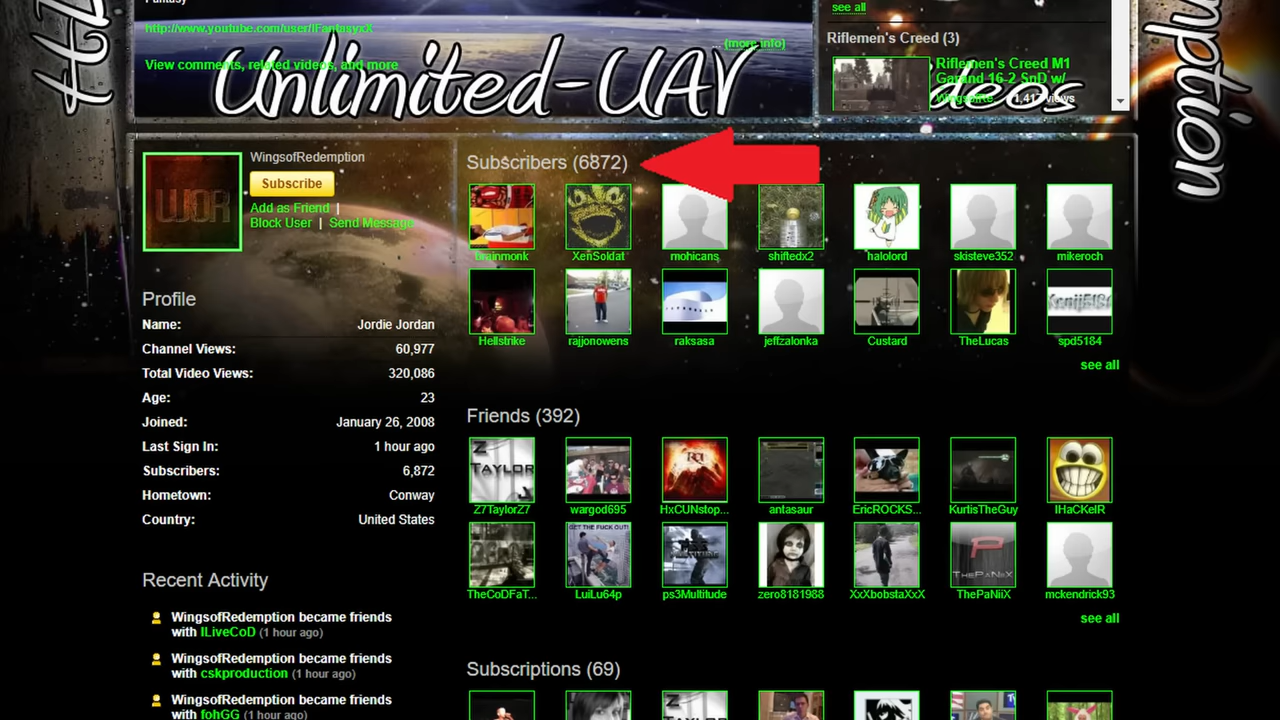 Fantasy
http://www.youtube.com/user/IFantasyxX
(more info)
View comments, related videos, and more
Unlimited-UAV
see all
Riflemen's Creed (3)
Riflemen's Creed M1
Garand 16-2 SnD w/
1,417 views
mption
WingsofRedemption
Subscribe
Add as Friend |
Block User | Send Message
Profile
Name: Jordie Jordan
Channel Views: 60,977
Total Video Views: 320,086
Age: 23
Joined: January 26, 2008
Last Sign In: 1 hour ago
Subscribers: 6,872
Hometown: Conway
Country: United States
Recent Activity
WingsofRedemption became friends
with ILiveCoD (1 hour ago)
WingsofRedemption became friends
with cskproduction (1 hour ago)
WingsofRedemption became friends
with fohGG (1 hour ago)
Subscribers (6872)
brainmonk XenSoldat mohicans shiftedx2 halolord skisteve352 mikeroch
Hellstrike rajjonowens raksasa jeffzalonka Custard TheLucas spd5184
see all
Friends (392)
Z7TaylorZ7 wargod695 HxCUNstop... antasaur EricROCKS... KurtisTheGuy IHaCKeIR
TheCoDFaT... LuiLu64p ps3Multitude zero8181988 XxXbobstaXxX ThePaNiiX mckendrick93
see all
Subscriptions (69)